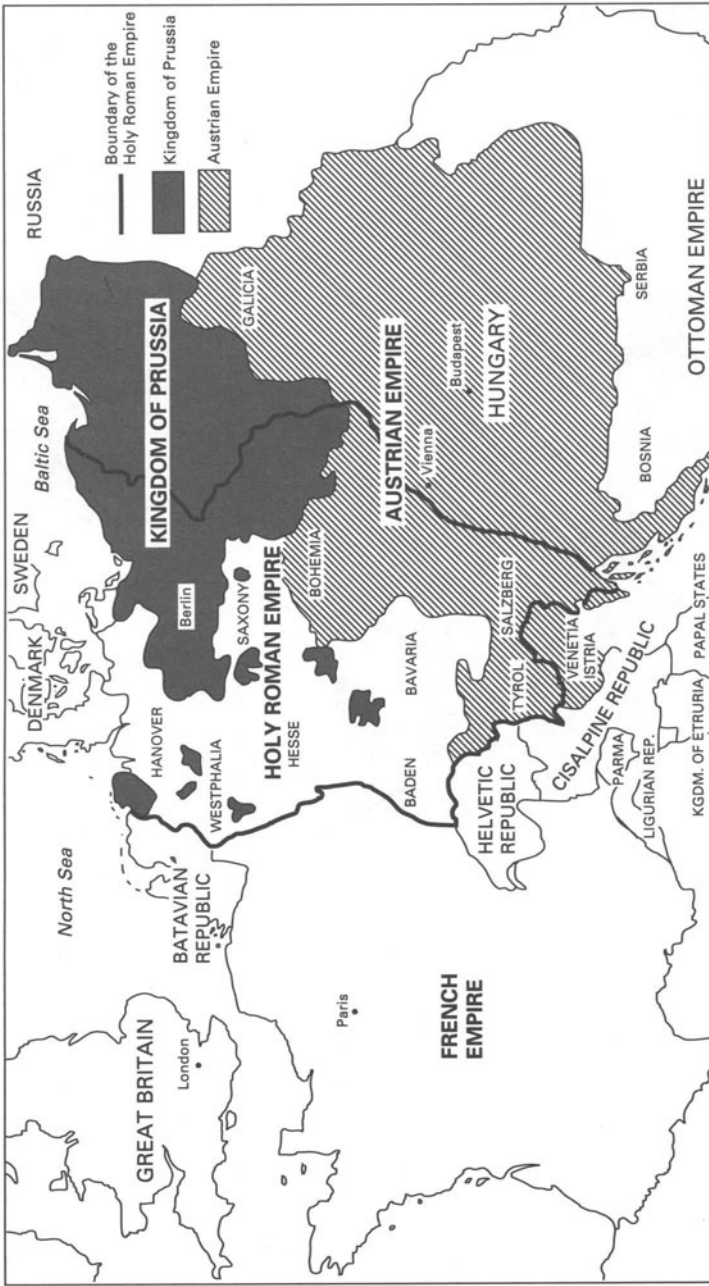 North Sea
SWEDEN
DENMARK
Baltic Sea
RUSSIA
Boundary of the
Holy Roman Empire
Kingdom of Prussia
Austrian Empire
GREAT BRITAIN
London
BATAVIAN
REPUBLIC
HANOVER
WESTPHALIA
Berlin
KINGDOM OF PRUSSIA
SAXONY
HOLY ROMAN EMPIRE
HESSE
BOHEMIA
GALICIA
Paris
FRENCH
EMPIRE
BADEN
BAVARIA
AUSTRIAN EMPIRE
Vienna
Budapest
HUNGARY
HELVETIC
REPUBLIC
TYROL
SALZBERG
VENETIA
ISTRIA
CISALPINE REPUBLIC
PARMA
LIGURIAN REP.
KGDM. OF ETRURIA
PAPAL STATES
BOSNIA
SERBIA
OTTOMAN EMPIRE